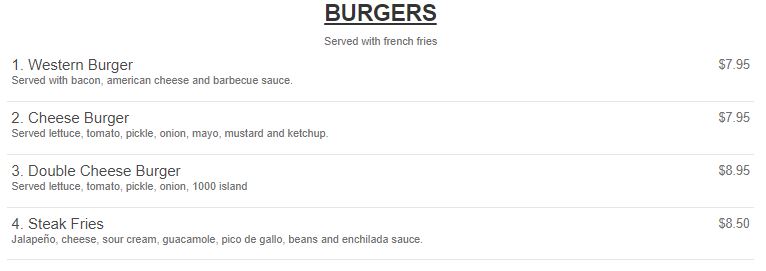 BURGERS
Served with french fries
1. Western Burger $7.95
Served with bacon, american cheese and barbecue sauce.
2. Cheese Burger $7.95
Served lettuce, tomato, pickle, onion, mayo, mustard and ketchup.
3. Double Cheese Burger $8.95
Served lettuce, tomato, pickle, onion, 1000 island
4. Steak Fries $8.50
Jalapeño, cheese, sour cream, guacamole, pico de gallo, beans and enchilada sauce.